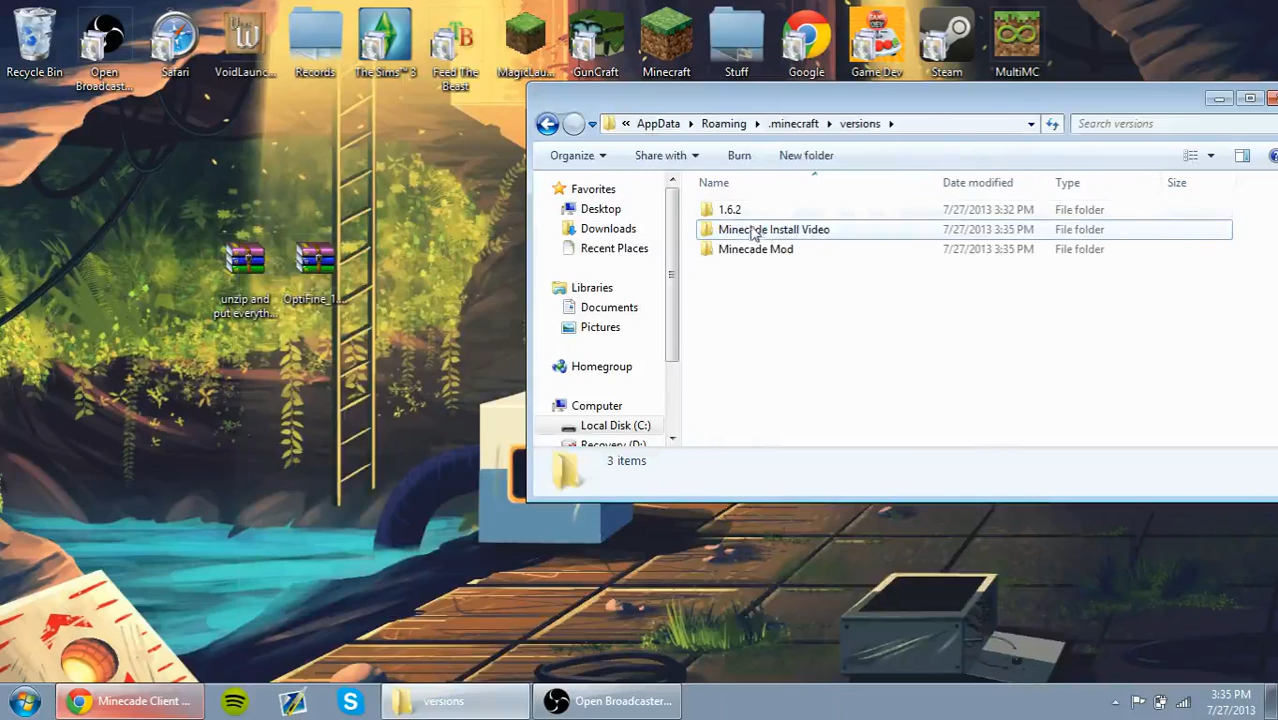 Recycle Bin
Open
Broadcast...
Safari
VoidLaunc...
Records
The Sims™ 3
Feed The
Beast
MagicLau...
GunCraft
Minecraft
Stuff
Google
Game Dev
Steam
MultiMC
unzip and
put everyth...
OptiFine_1....
« AppData Roaming .minecraft versions
Search versions
Organize Share with Burn New folder
Name Date modified Type Size
1.6.2 7/27/2013 3:32 PM File folder
Minecade Install Video 7/27/2013 3:35 PM File folder
Minecade Mod 7/27/2013 3:35 PM File folder
Favorites
Desktop
Downloads
Recent Places
Libraries
Documents
Pictures
Homegroup
Computer
Local Disk (C:)
Recovery (D:)
3 items
Minecade Client ...
versions
Open Broadcaster...
3:35 PM
7/27/2013